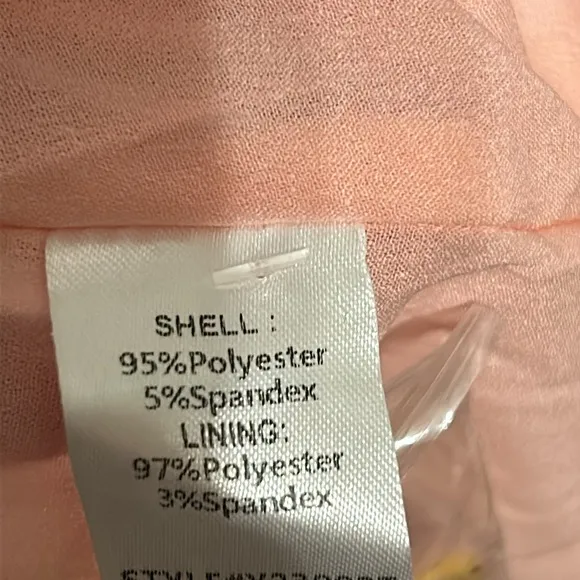 SHELL :
95%Polyester
5%Spandex
LINING:
97%Polyester
3%Spandex